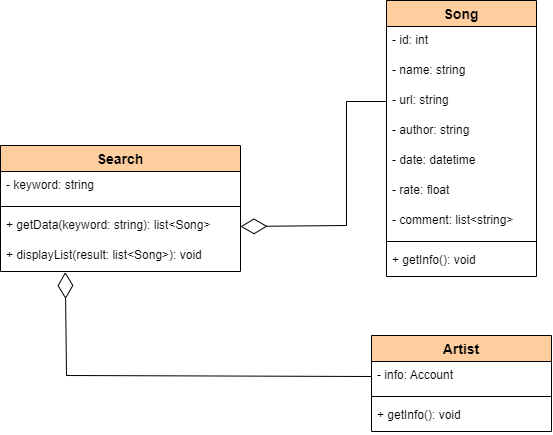 Song
- id: int
- name: string
- url: string
- author: string
- date: datetime
- rate: float
- comment: list<string>
+ getInfo(): void
Search
- keyword: string
+ getData(keyword: string): list<Song>
+ displayList(result: list<Song>): void
Artist
- info: Account
+ getInfo(): void